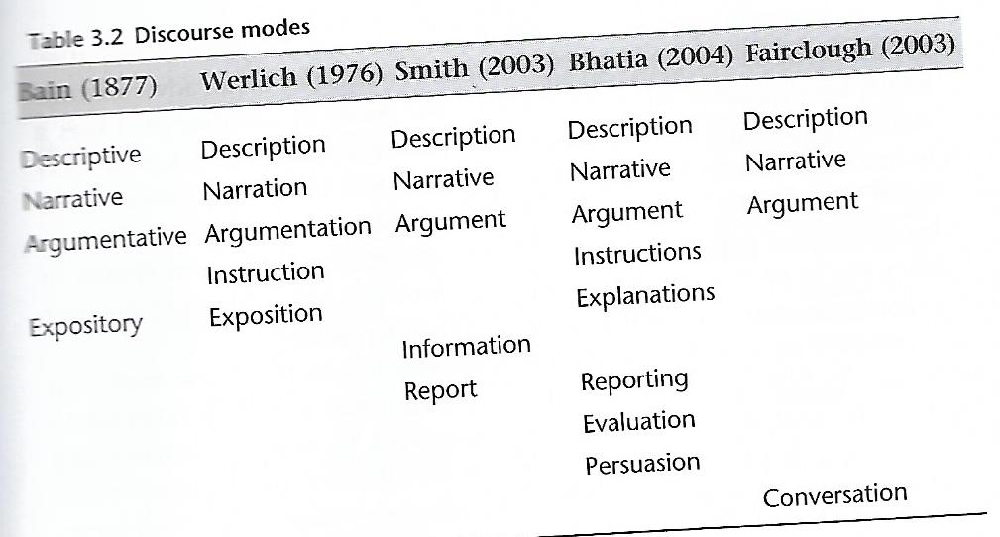 Table 3.2 Discourse modes
Bain (1877) Werlich (1976) Smith (2003) Bhatia (2004) Fairclough (2003)
Descriptive Description Description Description Description
Narrative Narration Narrative Narrative Narrative
Argumentative Argumentation Argument Argument Argument
Instruction Instructions
Expository Exposition Explanations
Information
Report Reporting
Evaluation
Persuasion
Conversation